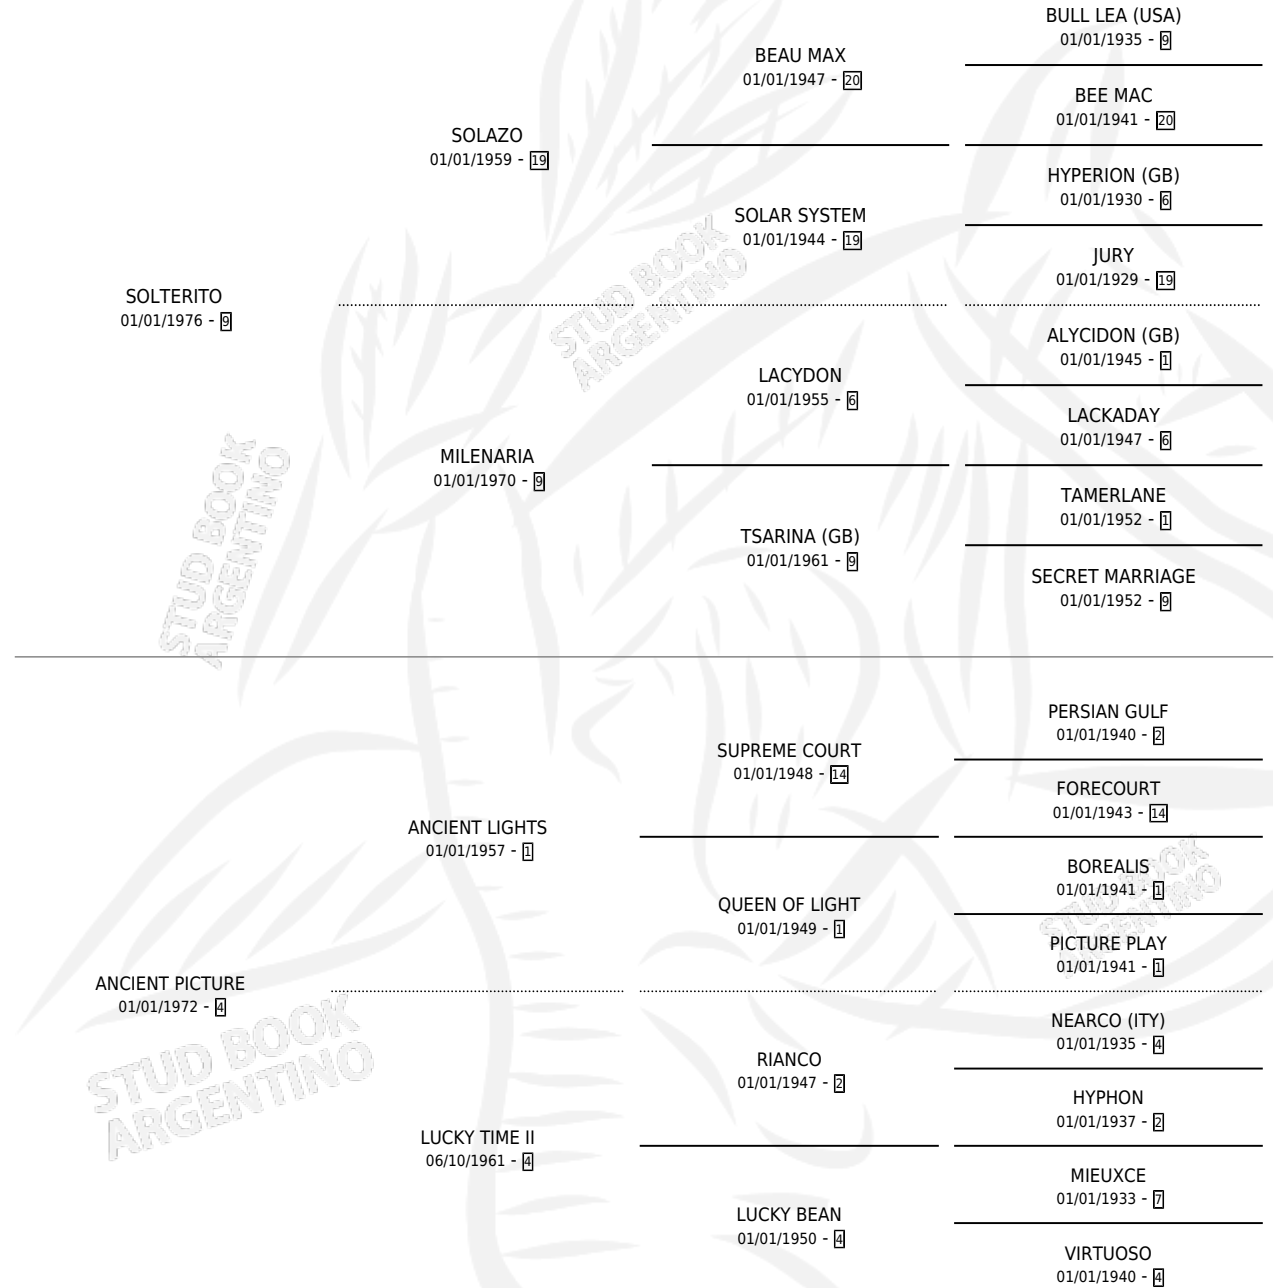 BULL LEA (USA)
01/01/1935 - 9
BEAU MAX
01/01/1947 - 20
BEE MAC
01/01/1941 - 20
SOLAZO
01/01/1959 - 19
HYPERION (GB)
01/01/1930 - 6
SOLAR SYSTEM
01/01/1944 - 19
JURY
01/01/1929 - 19
SOLTERITO
01/01/1976 - 9
ALYCIDON (GB)
01/01/1945 - 1
LACYDON
01/01/1955 - 6
LACKADAY
01/01/1947 - 6
MILENARIA
01/01/1970 - 9
TAMERLANE
01/01/1952 - 1
TSARINA (GB)
01/01/1961 - 9
SECRET MARRIAGE
01/01/1952 - 9
PERSIAN GULF
01/01/1940 - 2
SUPREME COURT
01/01/1948 - 14
FORECOURT
01/01/1943 - 14
ANCIENT LIGHTS
01/01/1957 - 1
BOREALIS
01/01/1941 - 1
QUEEN OF LIGHT
01/01/1949 - 1
PICTURE PLAY
01/01/1941 - 1
ANCIENT PICTURE
01/01/1972 - 4
NEARCO (ITY)
01/01/1935 - 4
RIANCO
01/01/1947 - 2
HYPHON
01/01/1937 - 2
LUCKY TIME II
06/10/1961 - 4
MIEUXCE
01/01/1933 - 7
LUCKY BEAN
01/01/1950 - 4
VIRTUOSO
01/01/1940 - 4
STUD BOOK
ARGENTINO
STUD BOOK
ARGENTINO
STUD BOOK
ARGENTINO
STUD BOOK
ARGENTINO